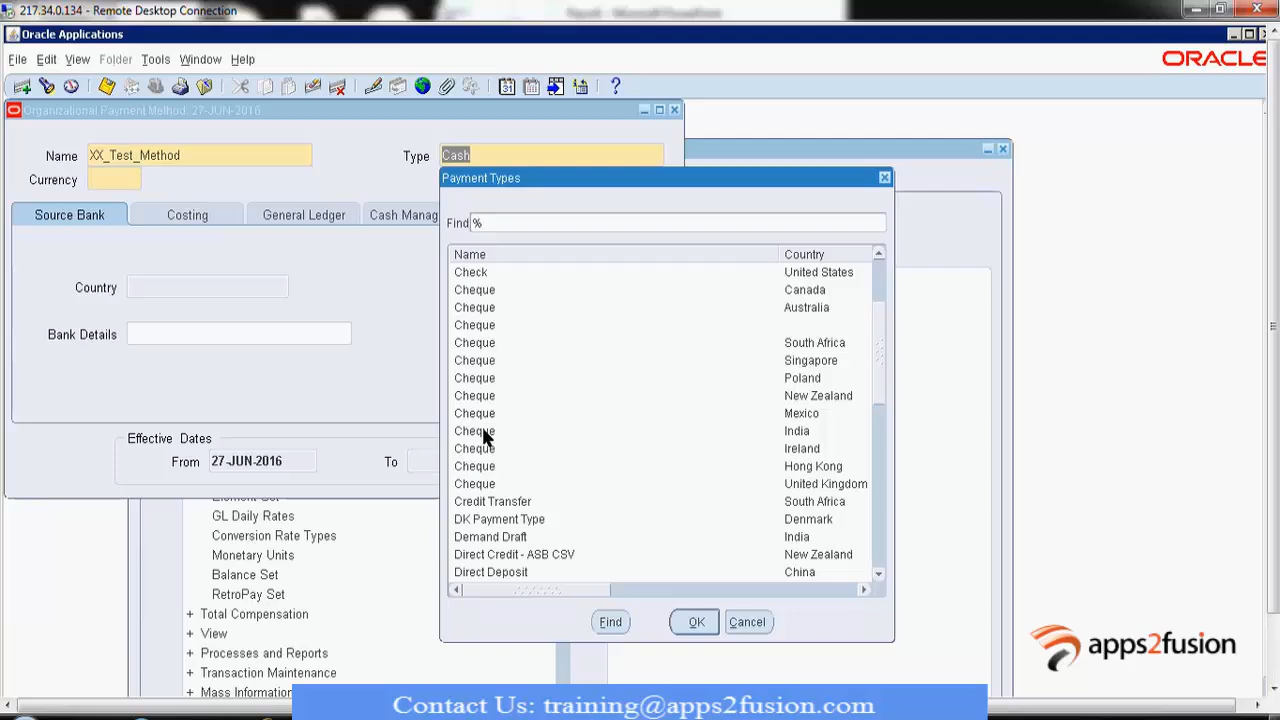 217.34.0.134 - Remote Desktop Connection
Oracle Applications
File Edit View Folder Tools Window Help
ORACLE
Organizational Payment Method: 27-JUN-2016
Name XX_Test_Method Type Cash
Currency
Source Bank Costing General Ledger Cash Manag
Country
Bank Details
Effective Dates
From 27-JUN-2016 To
Payment Types
Find %
Name Country
Check United States
Cheque Canada
Cheque Australia
Cheque
Cheque South Africa
Cheque Singapore
Cheque Poland
Cheque New Zealand
Cheque Mexico
Cheque India
Cheque Ireland
Cheque Hong Kong
Cheque United Kingdom
Credit Transfer South Africa
DK Payment Type Denmark
Demand Draft India
Direct Credit - ASB CSV New Zealand
Direct Deposit China
Find OK Cancel
Element Set
GL Daily Rates
Conversion Rate Types
Monetary Units
Balance Set
RetroPay Set
+ Total Compensation
+ View
+ Processes and Reports
+ Transaction Maintenance
+ Mass Information
apps2fusion
Contact Us: training@apps2fusion.com